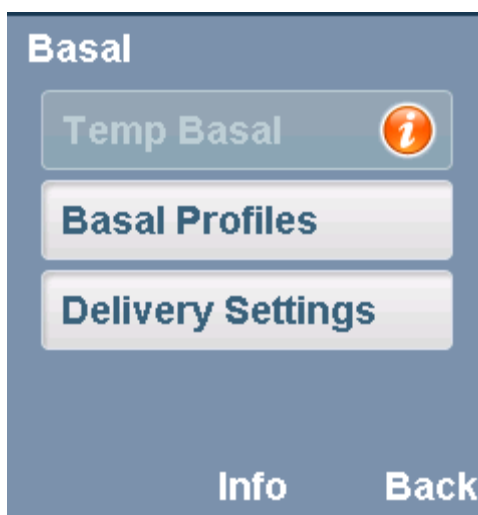 Basal
Temp Basal
Basal Profiles
Delivery Settings
Info Back